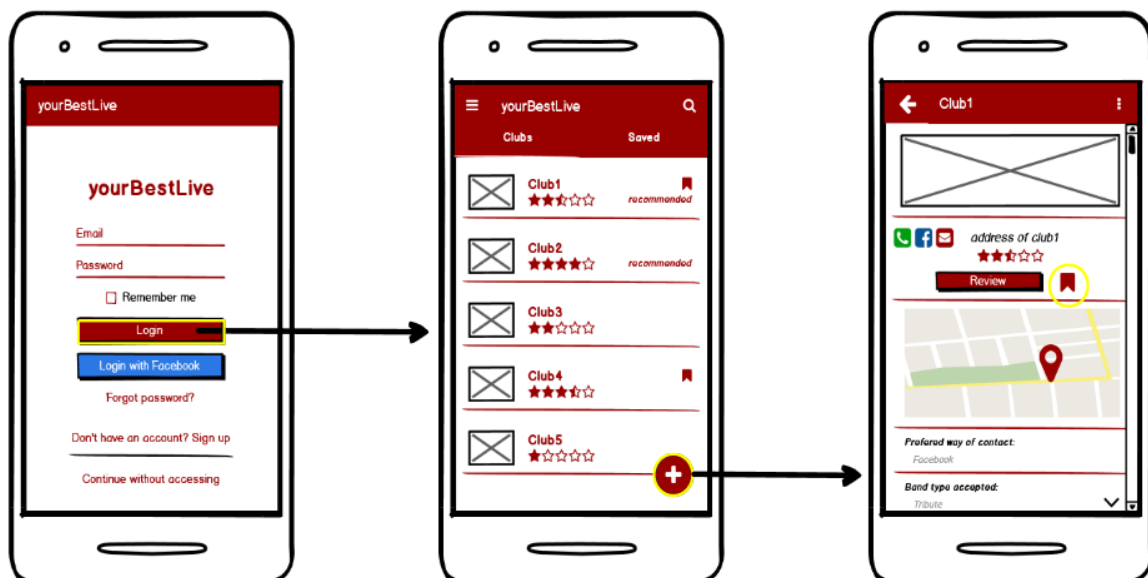 yourBestLive
yourBestLive
Email
Password
Remember me
Login
Login with Facebook
Forgot password?
Don't have an account? Sign up
Continue without accessing
yourBestLive
Clubs Saved
Club1
recommended
Club2
recommended
Club3
Club4
Club5
Club1
address of club1
Review
Prefered way of contact:
Facebook
Band type accepted:
Tribute